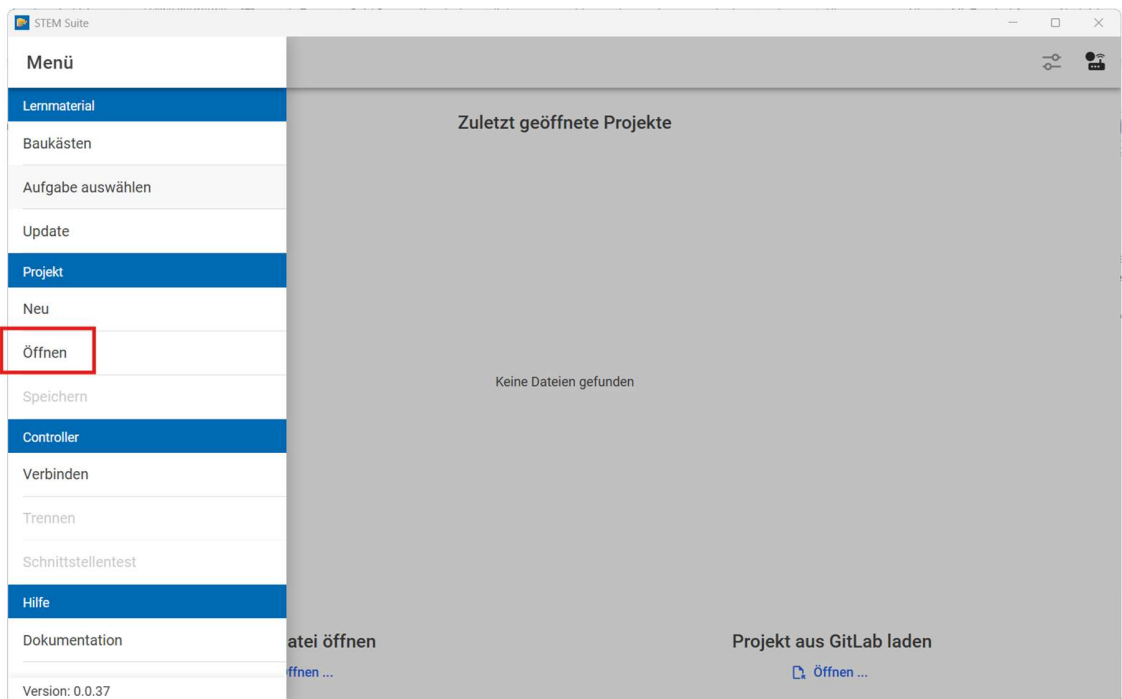 STEM Suite
Menü
Lernmaterial
Baukästen
Aufgabe auswählen
Update
Projekt
Neu
Öffnen
Speichern
Controller
Verbinden
Trennen
Schnittstellentest
Hilfe
Dokumentation
Version: 0.0.37
Zuletzt geöffnete Projekte
Keine Dateien gefunden
atei öffnen
ffnen ...
Projekt aus GitLab laden
Öffnen ...